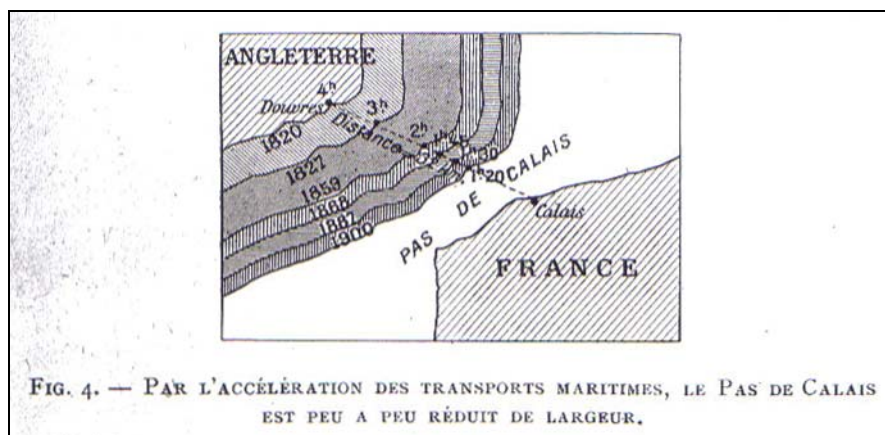 ANGLETERRE
4h
Douvres
3h
Distance
2h
1820
1827
1859
1868
1887
1900
30
1h20
PAS DE CALAIS
Calais
FRANCE
FIG. 4. — PAR L'ACCÉLÉRATION DES TRANSPORTS MARITIMES, LE PAS DE CALAIS
EST PEU A PEU RÉDUIT DE LARGEUR.